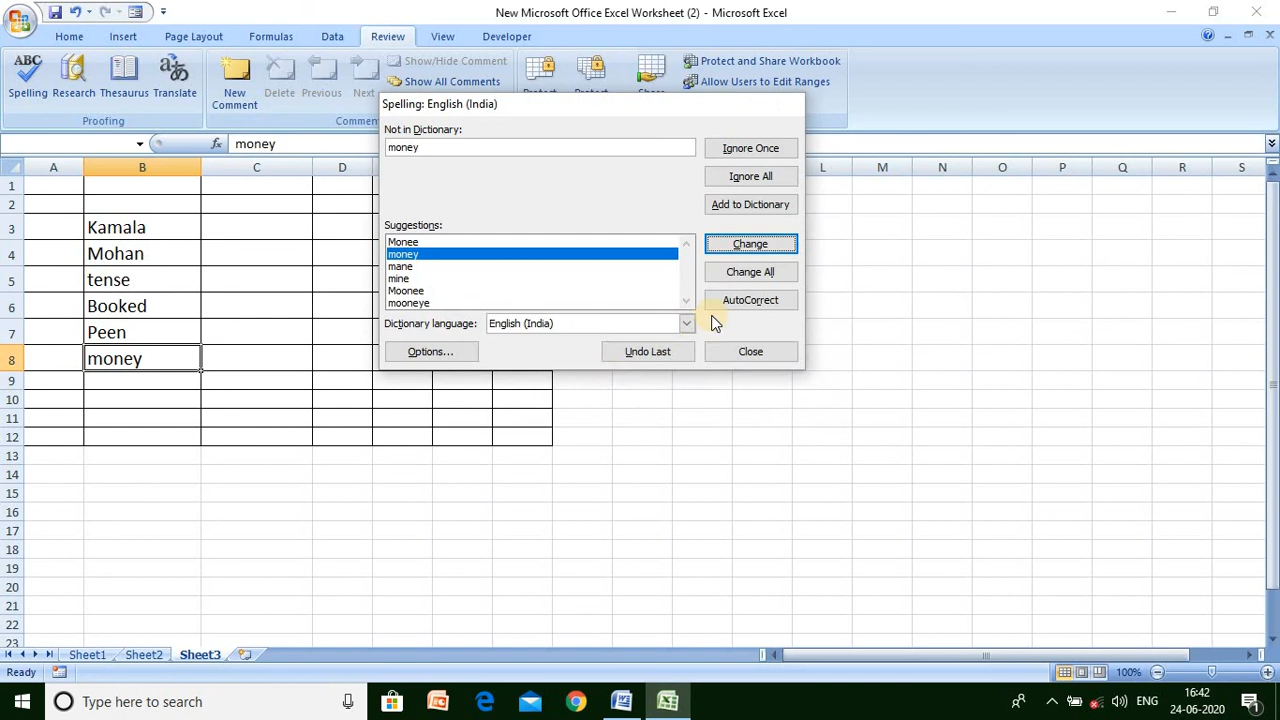 New Microsoft Office Excel Worksheet (2) - Microsoft Excel
Home Insert Page Layout Formulas Data Review View Developer
ABC
Spelling Research Thesaurus Translate
Proofing
New Comment Delete Previous Next
Show/Hide Comment
Show All Comments
Protect and Share Workbook
Allow Users to Edit Ranges
fx money
A B C D L M N O P Q R S
1
2
3 Kamala
4 Mohan
5 tense
6 Booked
7 Peen
8 money
9
10
11
12
13
14
15
16
17
18
19
20
21
22
23
Spelling: English (India)
Not in Dictionary:
money
Ignore Once
Ignore All
Add to Dictionary
Suggestions:
Monee
money
mane
mine
Moonee
mooneye
Change
Change All
AutoCorrect
Dictionary language: English (India)
Options... Undo Last Close
Sheet1 Sheet2 Sheet3
Ready 100%
Type here to search
ENG
16:42
24-06-2020
1